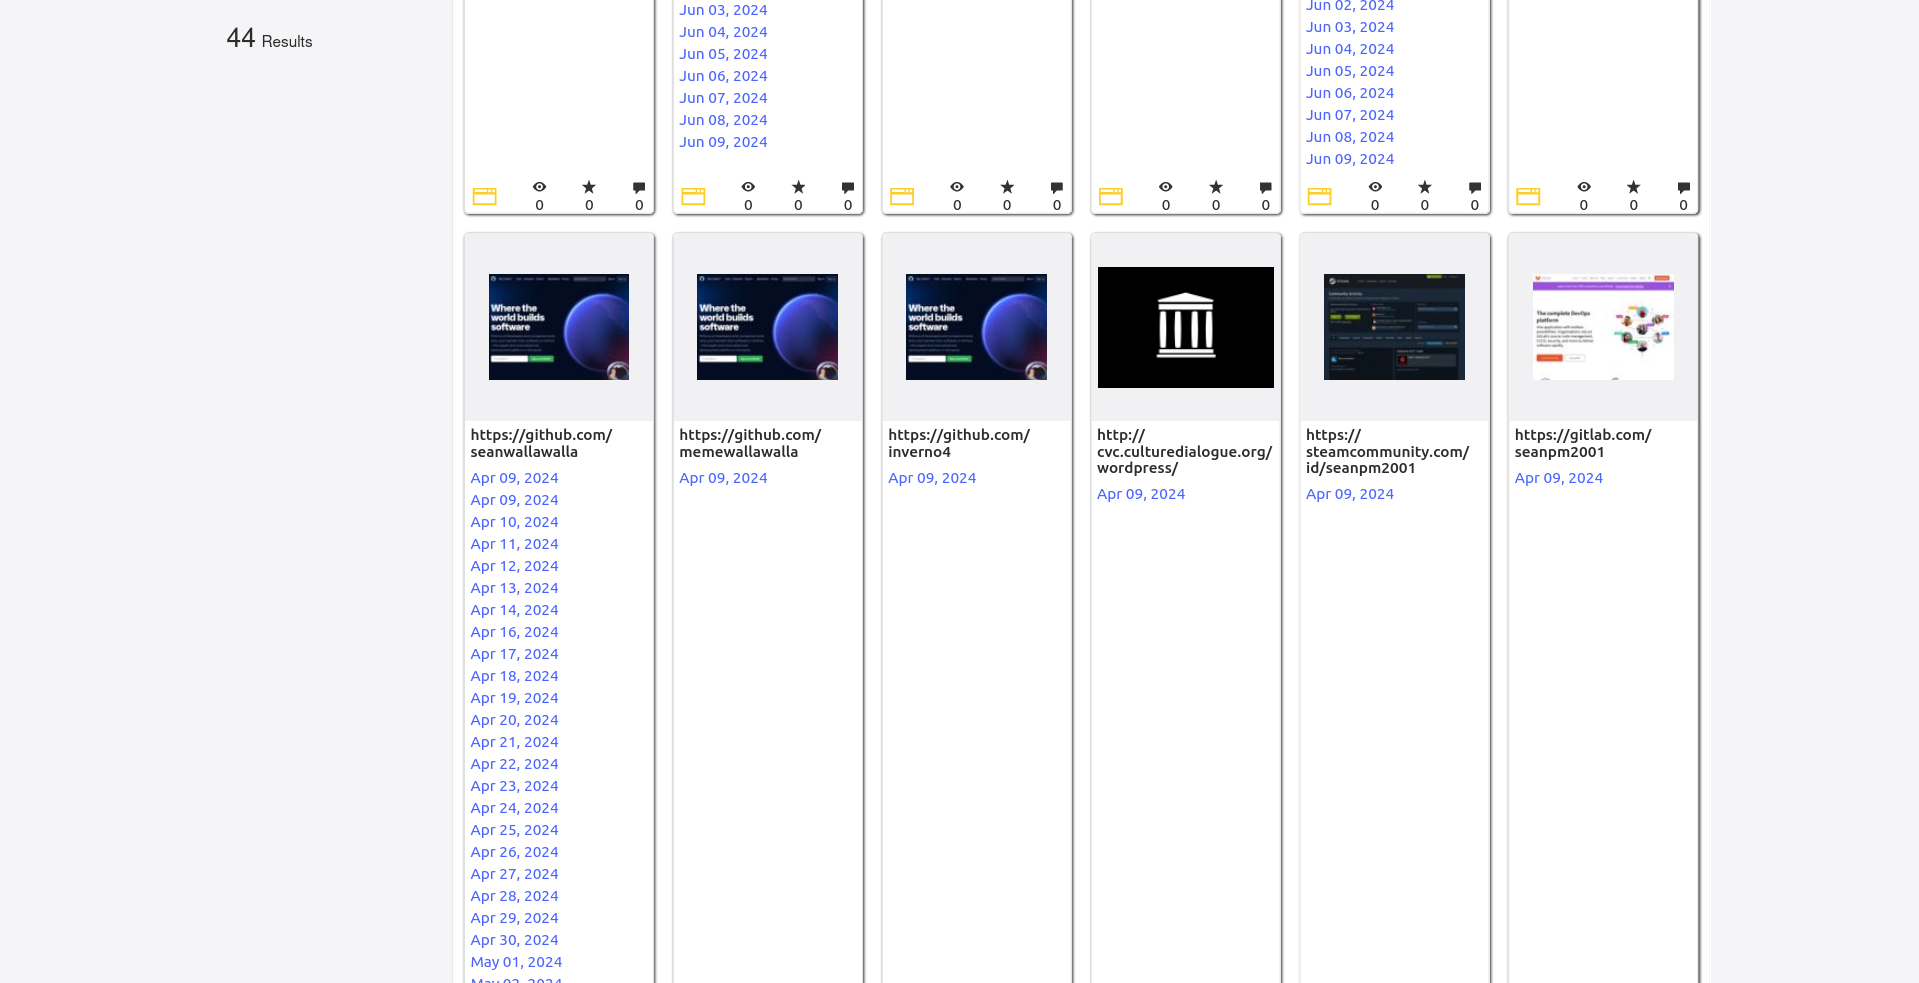 44 Results
Jun 03, 2024
Jun 04, 2024
Jun 05, 2024
Jun 06, 2024
Jun 07, 2024
Jun 08, 2024
Jun 09, 2024
Jun 02, 2024
Jun 03, 2024
Jun 04, 2024
Jun 05, 2024
Jun 06, 2024
Jun 07, 2024
Jun 08, 2024
Jun 09, 2024
0 0 0
0 0 0
0 0 0
0 0 0
0 0 0
0 0 0
Where the
world builds
software
https://github.com/
seanwallawalla
Apr 09, 2024
Apr 09, 2024
Apr 10, 2024
Apr 11, 2024
Apr 12, 2024
Apr 13, 2024
Apr 14, 2024
Apr 16, 2024
Apr 17, 2024
Apr 18, 2024
Apr 19, 2024
Apr 20, 2024
Apr 21, 2024
Apr 22, 2024
Apr 23, 2024
Apr 24, 2024
Apr 25, 2024
Apr 26, 2024
Apr 27, 2024
Apr 28, 2024
Apr 29, 2024
Apr 30, 2024
May 01, 2024
May 02, 2024
Where the
world builds
software
https://github.com/
memewallawalla
Apr 09, 2024
Where the
world builds
software
https://github.com/
inverno4
Apr 09, 2024
http://
cvc.culturedialogue.org/
wordpress/
Apr 09, 2024
https://
steamcommunity.com/
id/seanpm2001
Apr 09, 2024
The complete DevOps
platform
https://gitlab.com/
seanpm2001
Apr 09, 2024